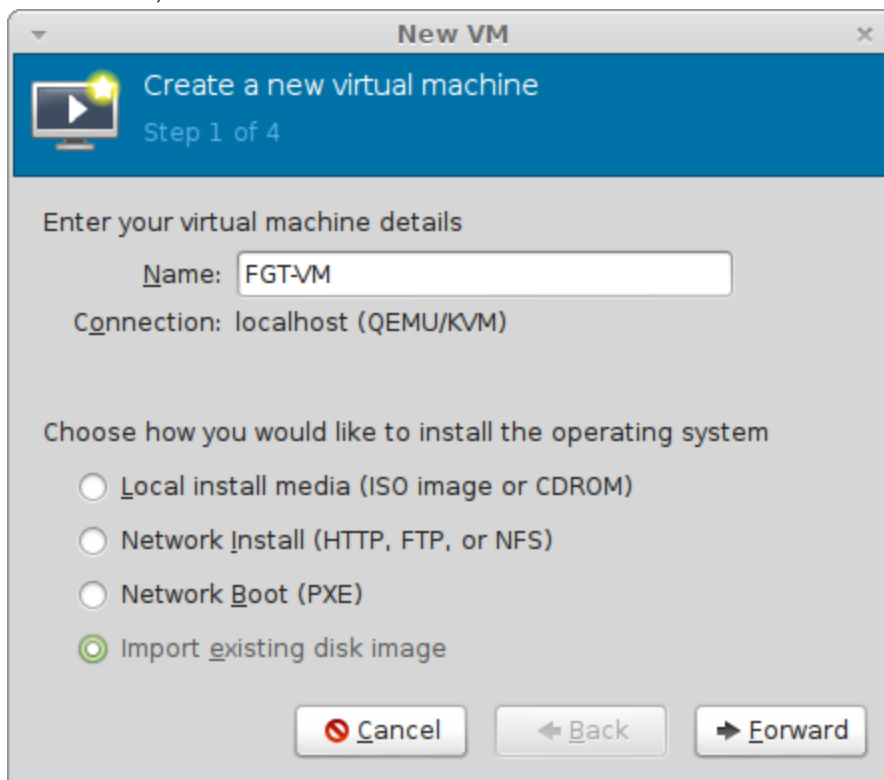 New VM
Create a new virtual machine
Step 1 of 4
Enter your virtual machine details
Name: FGT-VM
Connection: localhost (QEMU/KVM)
Choose how you would like to install the operating system
Local install media (ISO image or CDROM)
Network Install (HTTP, FTP, or NFS)
Network Boot (PXE)
Import existing disk image
Cancel Back Forward